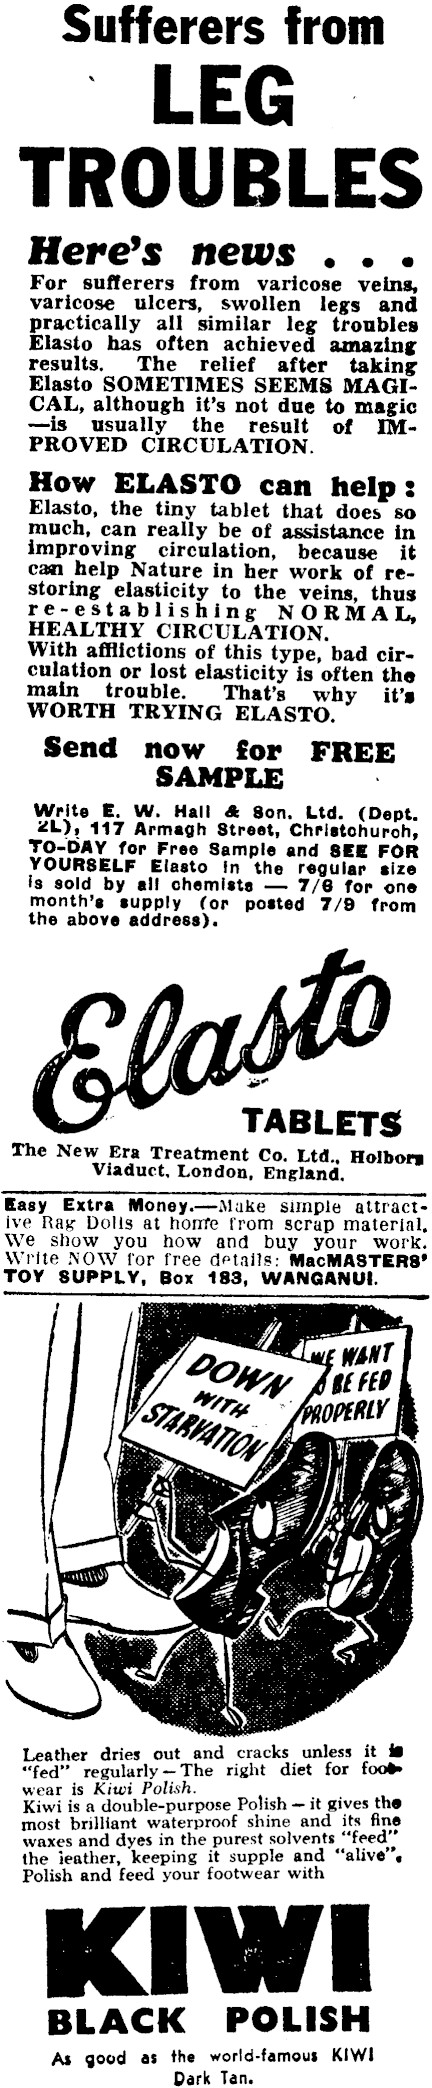 Sufferers from
LEG
TROUBLES
Here's news . . .
For sufferers from varicose veins,
varicose ulcers, swollen legs and
practically all similar leg troubles
Elasto has often achieved amazing
results. The relief after taking
Elasto SOMETIMES SEEMS MAGI-
CAL, although it's not due to magic
—is usually the result of IM-
PROVED CIRCULATION.
How ELASTO can help:
Elasto, the tiny tablet that does so
much, can really be of assistance in
improving circulation, because it
can help Nature in her work of re-
storing elasticity to the veins, thus
re-establishing NORMAL,
HEALTHY CIRCULATION.
With afflictions of this type, bad cir-
culation or lost elasticity is often the
main trouble. That's why it's
WORTH TRYING ELASTO.
Send now for FREE
SAMPLE
Write E. W. Hall & Son. Ltd. (Dept.
2L), 117 Armagh Street, Christchurch,
TO-DAY for Free Sample and SEE FOR
YOURSELF Elasto in the regular size
is sold by all chemists — 7/6 for one
month's supply (or posted 7/9 from
the above address).
Elasto
TABLETS
The New Era Treatment Co. Ltd., Holborn
Viaduct, London, England.
Easy Extra Money.—Make simple attract-
ive Rag Dolls at home from scrap material.
We show you how and buy your work.
Write NOW for free details: MacMASTERS'
TOY SUPPLY, Box 183, WANGANUI.
DOWN
WITH
STARVATION
WE WANT
BE FED
PROPERLY
Leather dries out and cracks unless it is
"fed" regularly — The right diet for foot-
wear is Kiwi Polish.
Kiwi is a double-purpose Polish — it gives the
most brilliant waterproof shine and its fine
waxes and dyes in the purest solvents "feed"
the leather, keeping it supple and "alive".
Polish and feed your footwear with
KIWI
BLACK POLISH
As good as the world-famous KIWI
Dark Tan.